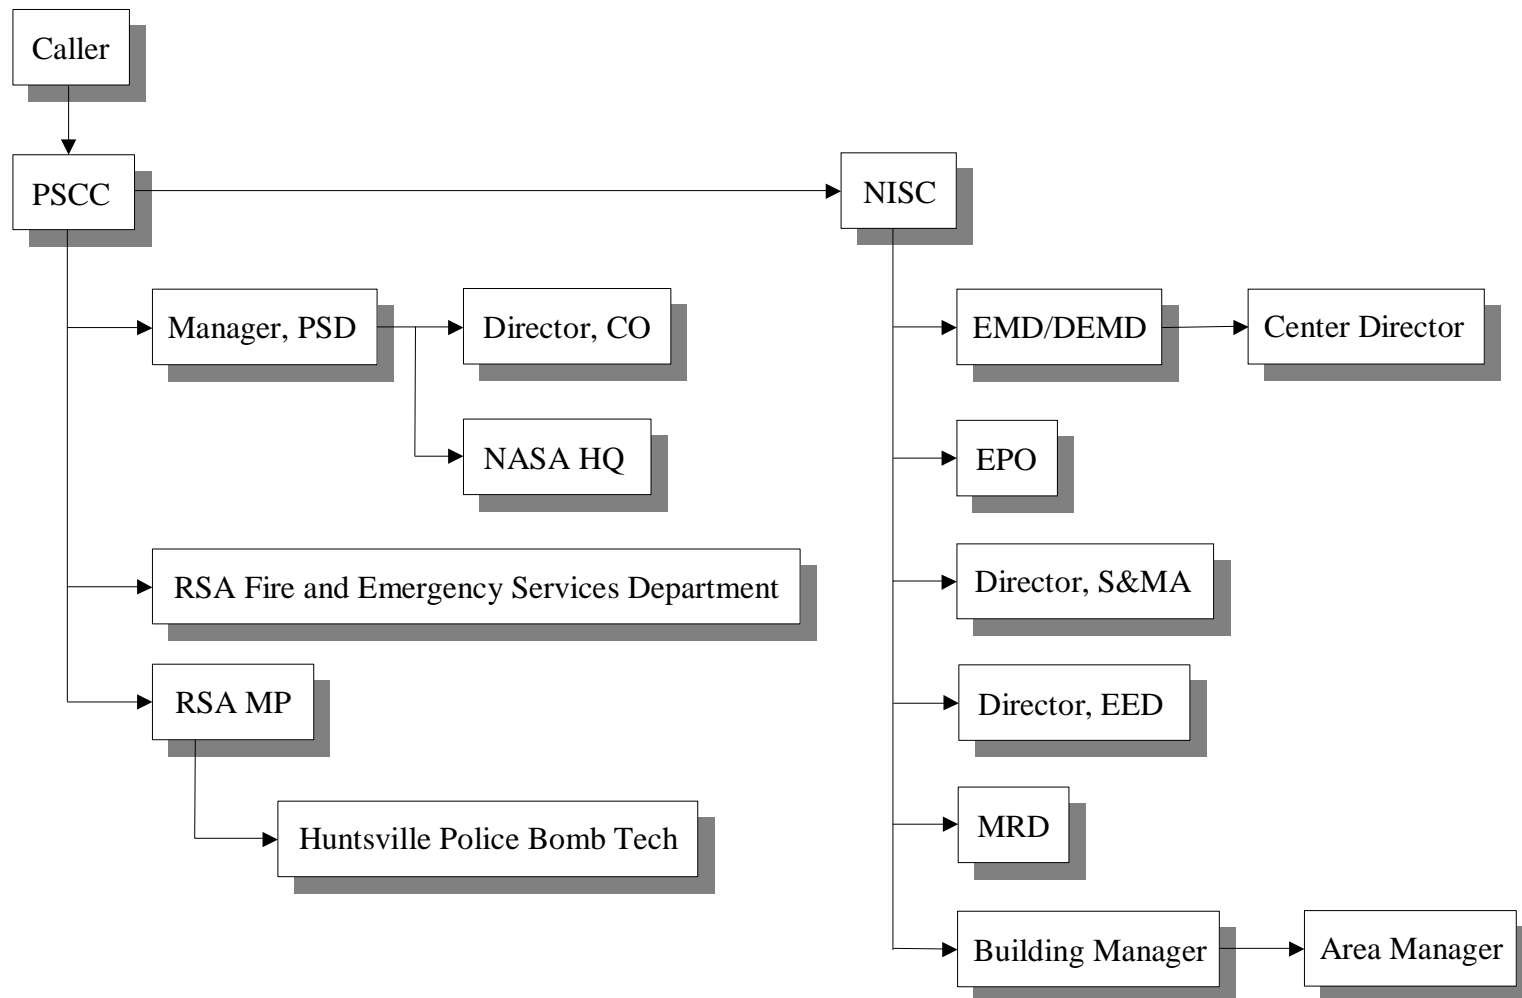 Caller
PSCC
NISC
Manager, PSD
Director, CO
EMD/DEMD
Center Director
NASA HQ
EPO
RSA Fire and Emergency Services Department
Director, S&MA
RSA MP
Director, EED
Huntsville Police Bomb Tech
MRD
Building Manager
Area Manager